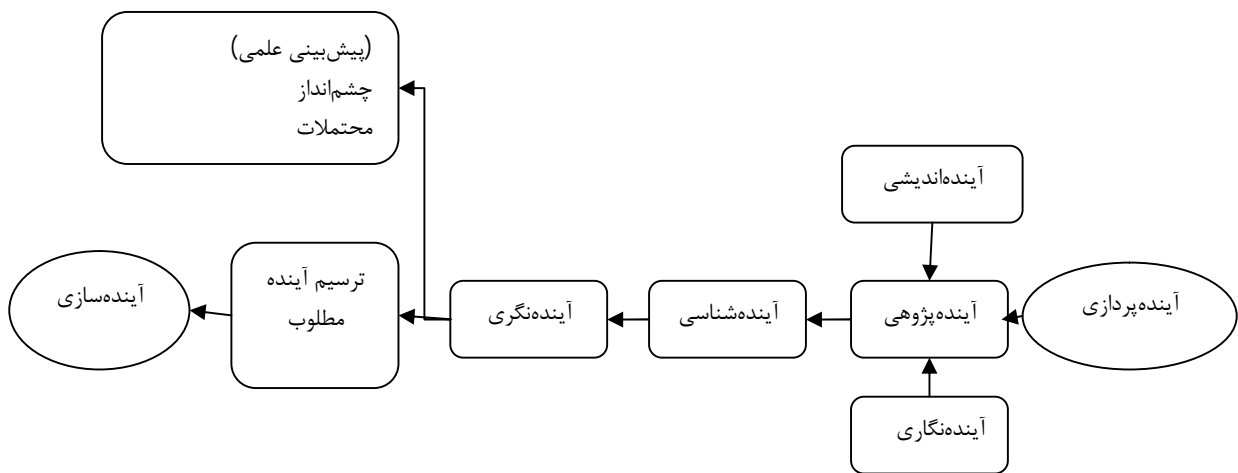 (پیش‌بینی علمی)
چشم‌انداز
محتملات
آینده‌اندیشی
آینده‌پردازی
آینده‌پژوهی
آینده‌شناسی
آینده‌نگری
ترسیم آینده
مطلوب
آینده‌سازی
آینده‌نگاری